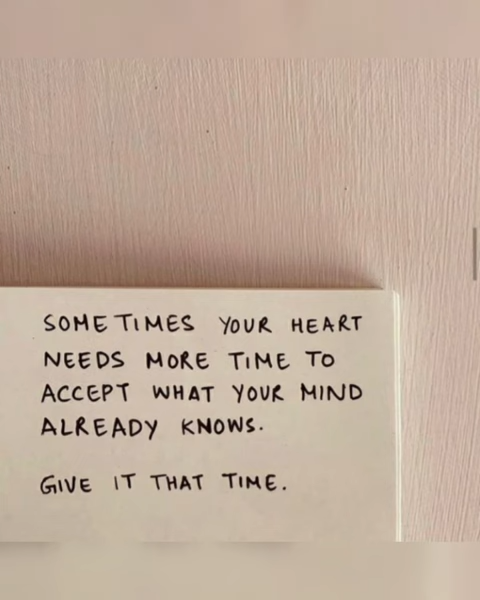 SOMETIMES YOUR HEART
NEEDS MORE TIME TO
ACCEPT WHAT YOUR MIND
ALREADY KNOWS.
GIVE IT THAT TIME.